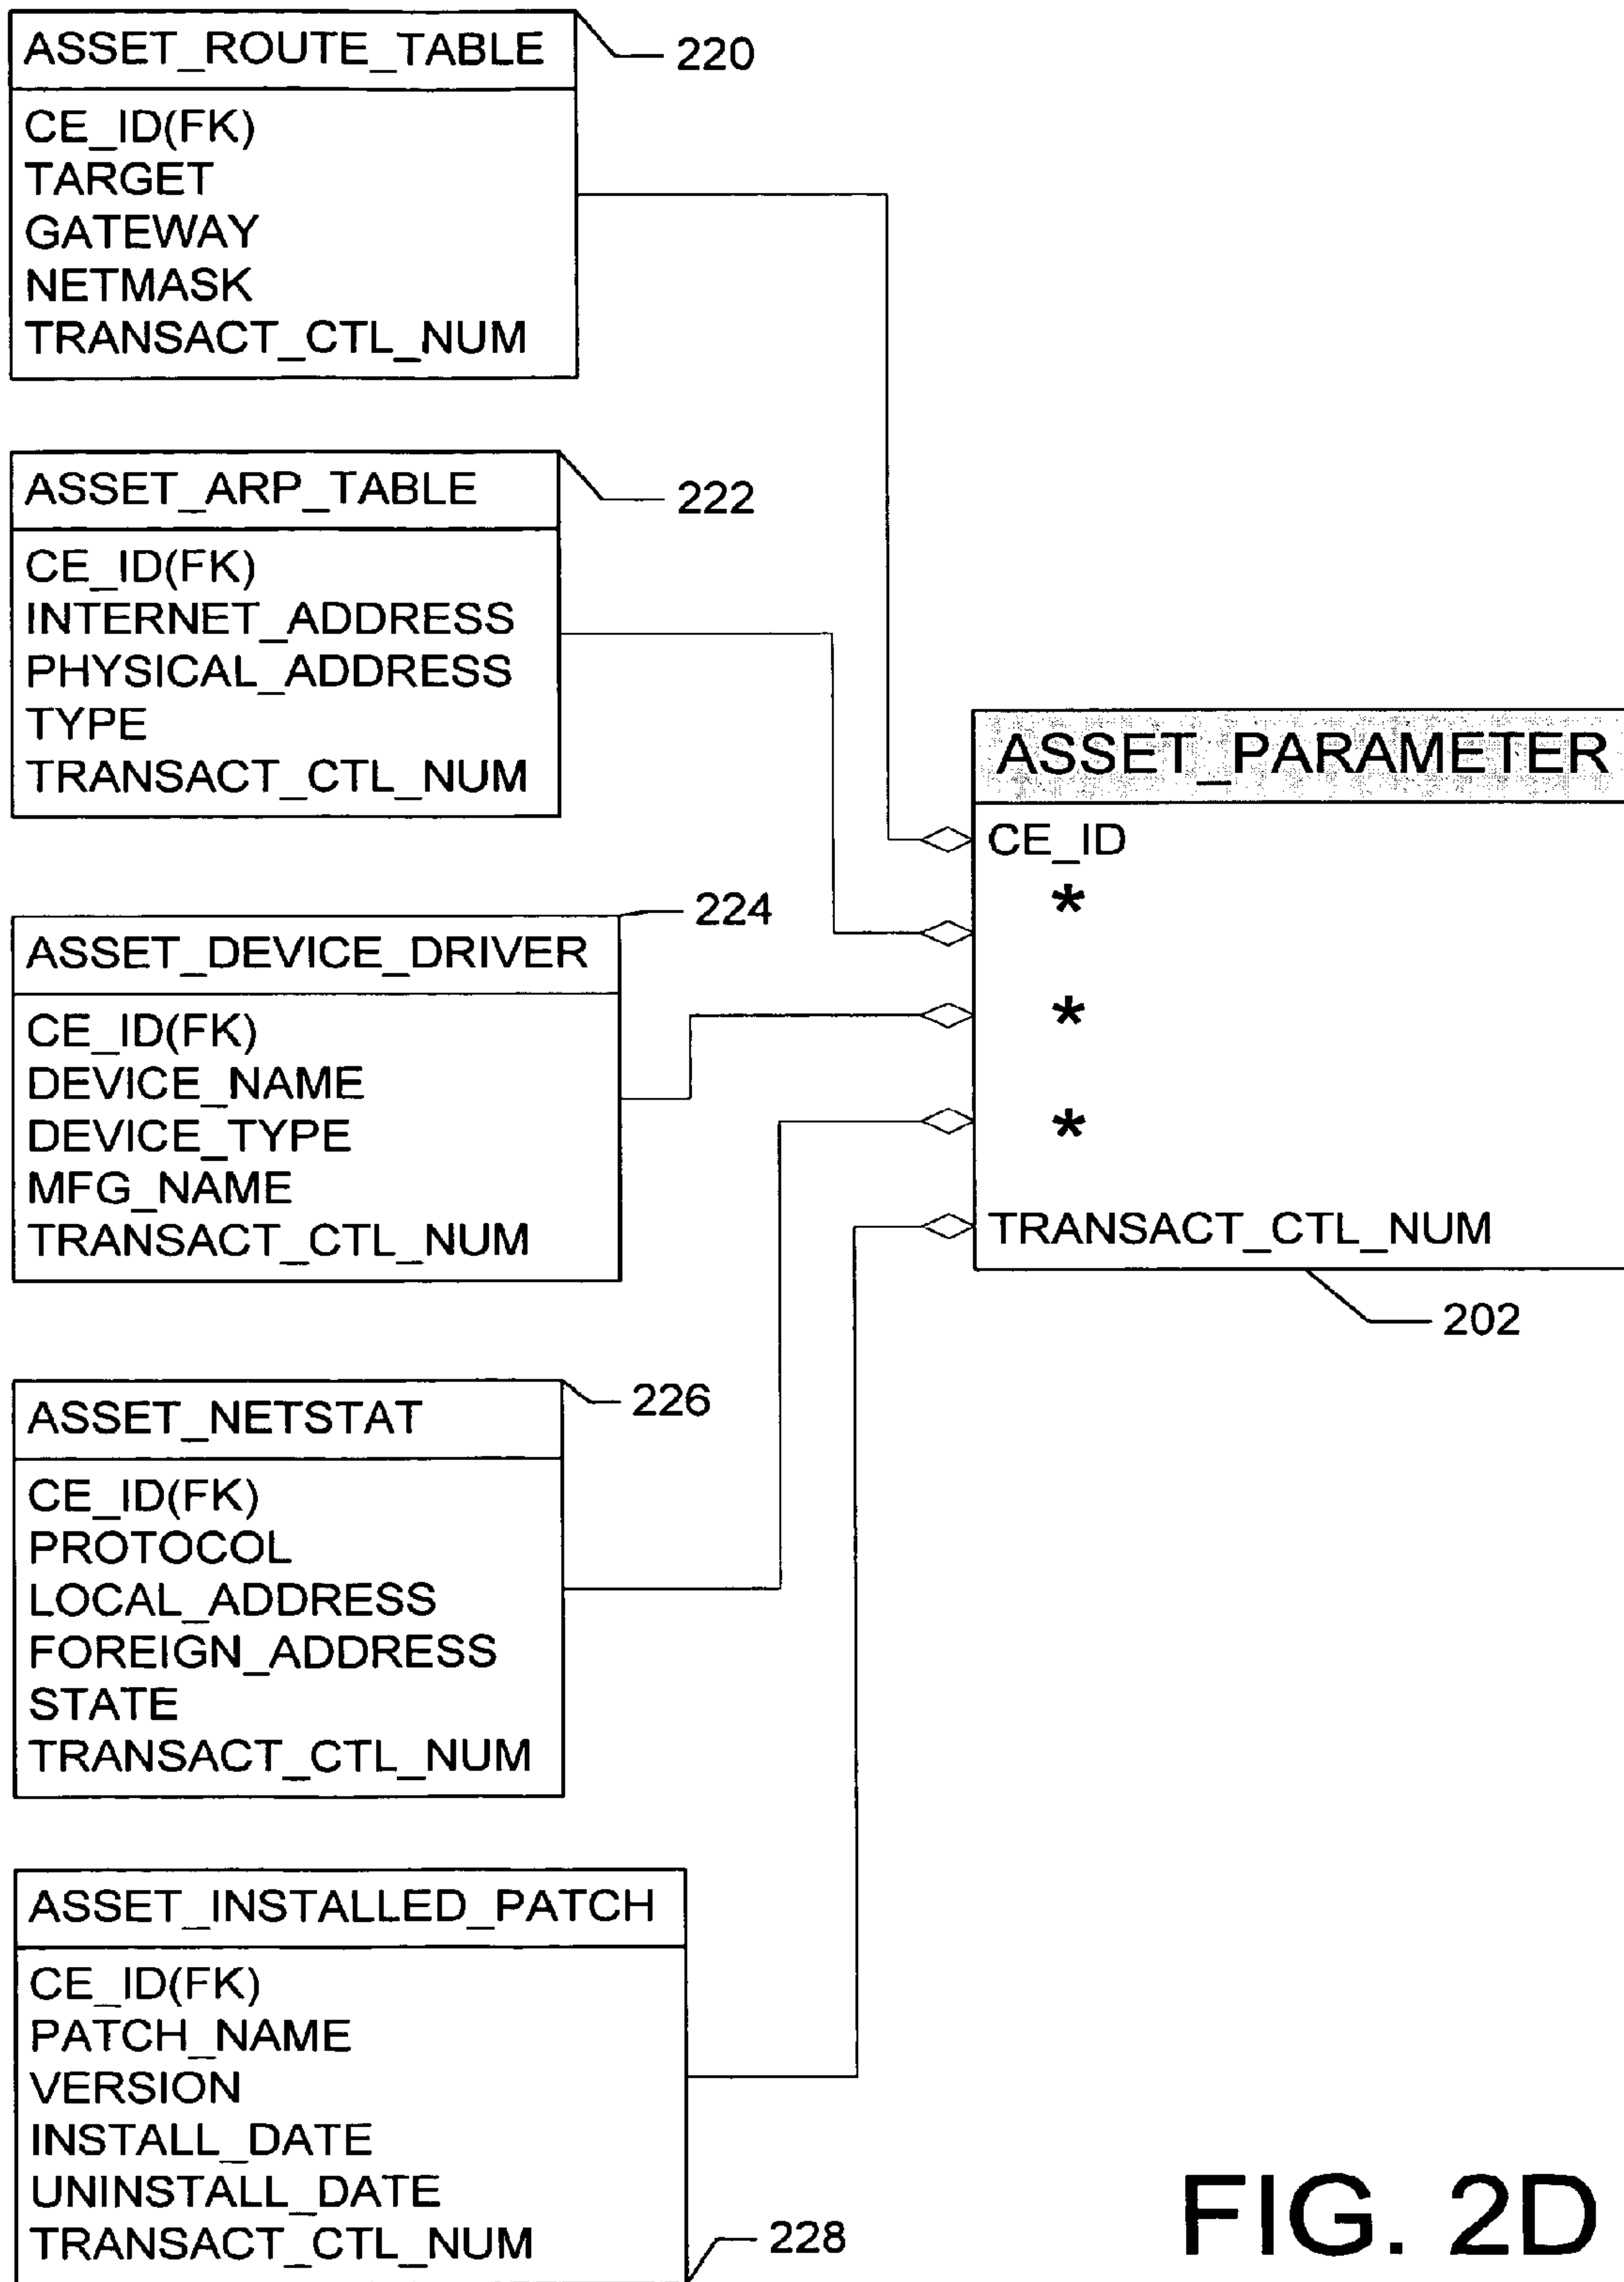 ASSET_ROUTE_TABLE
220
CE_ID(FK)
TARGET
GATEWAY
NETMASK
TRANSACT_CTL_NUM
ASSET_ARP_TABLE
222
CE_ID(FK)
INTERNET_ADDRESS
PHYSICAL_ADDRESS
TYPE
TRANSACT_CTL_NUM
ASSET_DEVICE_DRIVER
224
CE_ID(FK)
DEVICE_NAME
DEVICE_TYPE
MFG_NAME
TRANSACT_CTL_NUM
ASSET_NETSTAT
226
CE_ID(FK)
PROTOCOL
LOCAL_ADDRESS
FOREIGN_ADDRESS
STATE
TRANSACT_CTL_NUM
ASSET_INSTALLED_PATCH
CE_ID(FK)
PATCH_NAME
VERSION
INSTALL_DATE
UNINSTALL_DATE
TRANSACT_CTL_NUM
228
ASSET_PARAMETER
CE_ID
*
*
*
TRANSACT_CTL_NUM
202
FIG. 2D